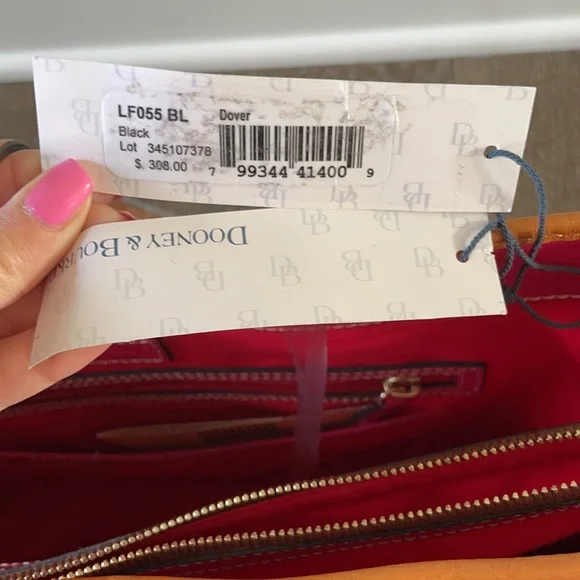 LF055 BL Dover
Black
Lot 345107378
$ 308.00 7 99344 41400 9
DOONEY & BOURKE